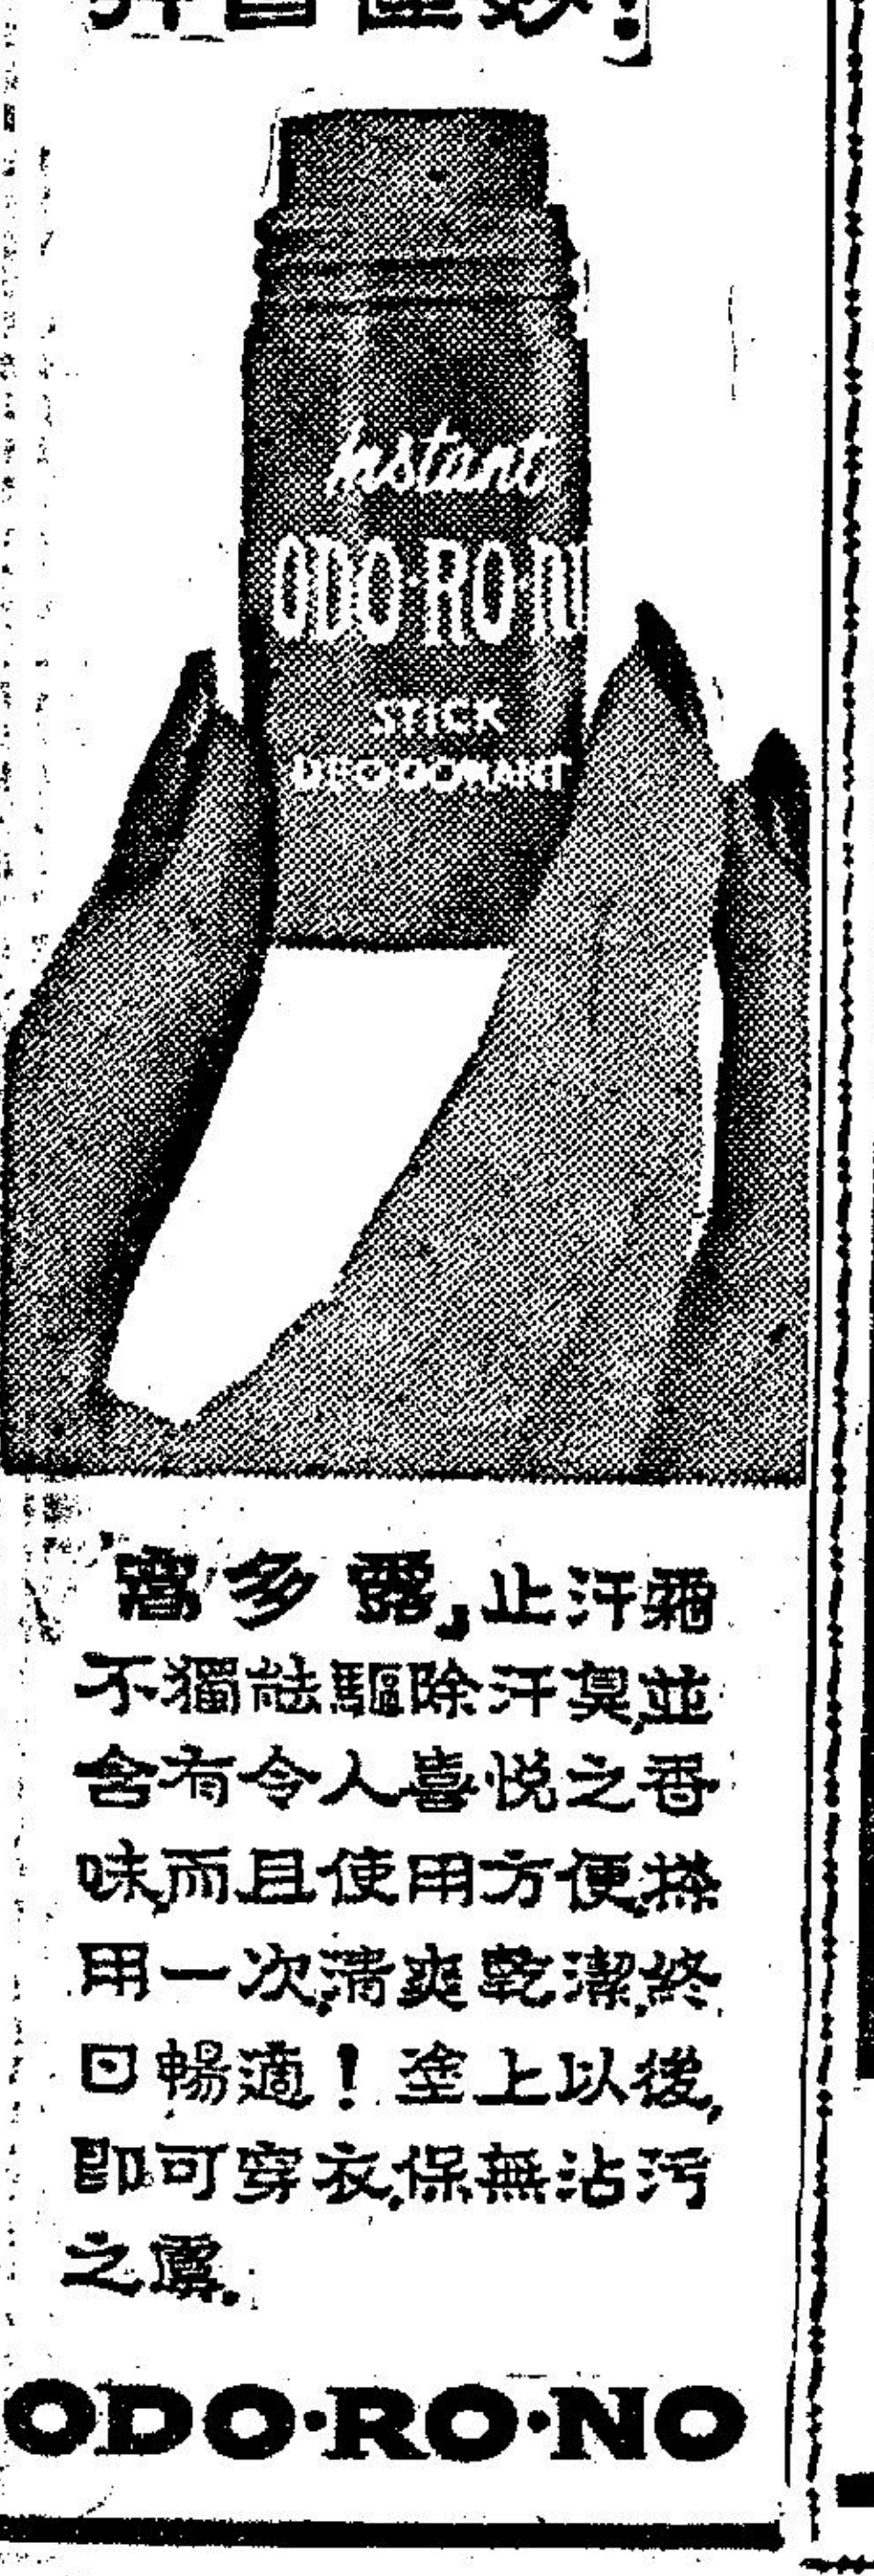 Instant
ODO·RO·N
STICK
DEODORANT
窩多露」止汗霜
不獨能驅除汗臭,並
含有令人喜悅之香
味,而且使用方便,搽
用一次,清爽乾潔,終
日暢適！塗上以後,
即可穿衣,保無沾污
之虞.
ODO·RO·NO